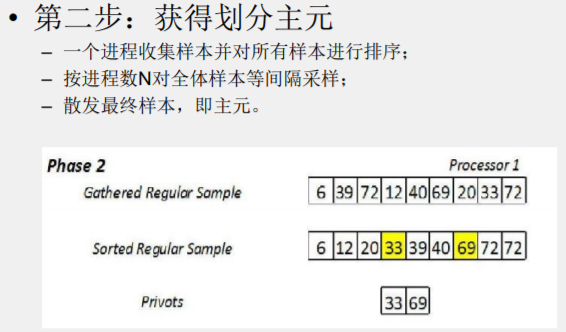 • 第二步：获得划分主元
– 一个进程收集样本并对所有样本进行排序；
– 按进程数N对全体样本等间隔采样；
– 散发最终样本，即主元。
Phase 2 Processor 1
Gathered Regular Sample 6 39 72 12 40 69 20 33 72
Sorted Regular Sample 6 12 20 33 39 40 69 72 72
Privots 33 69